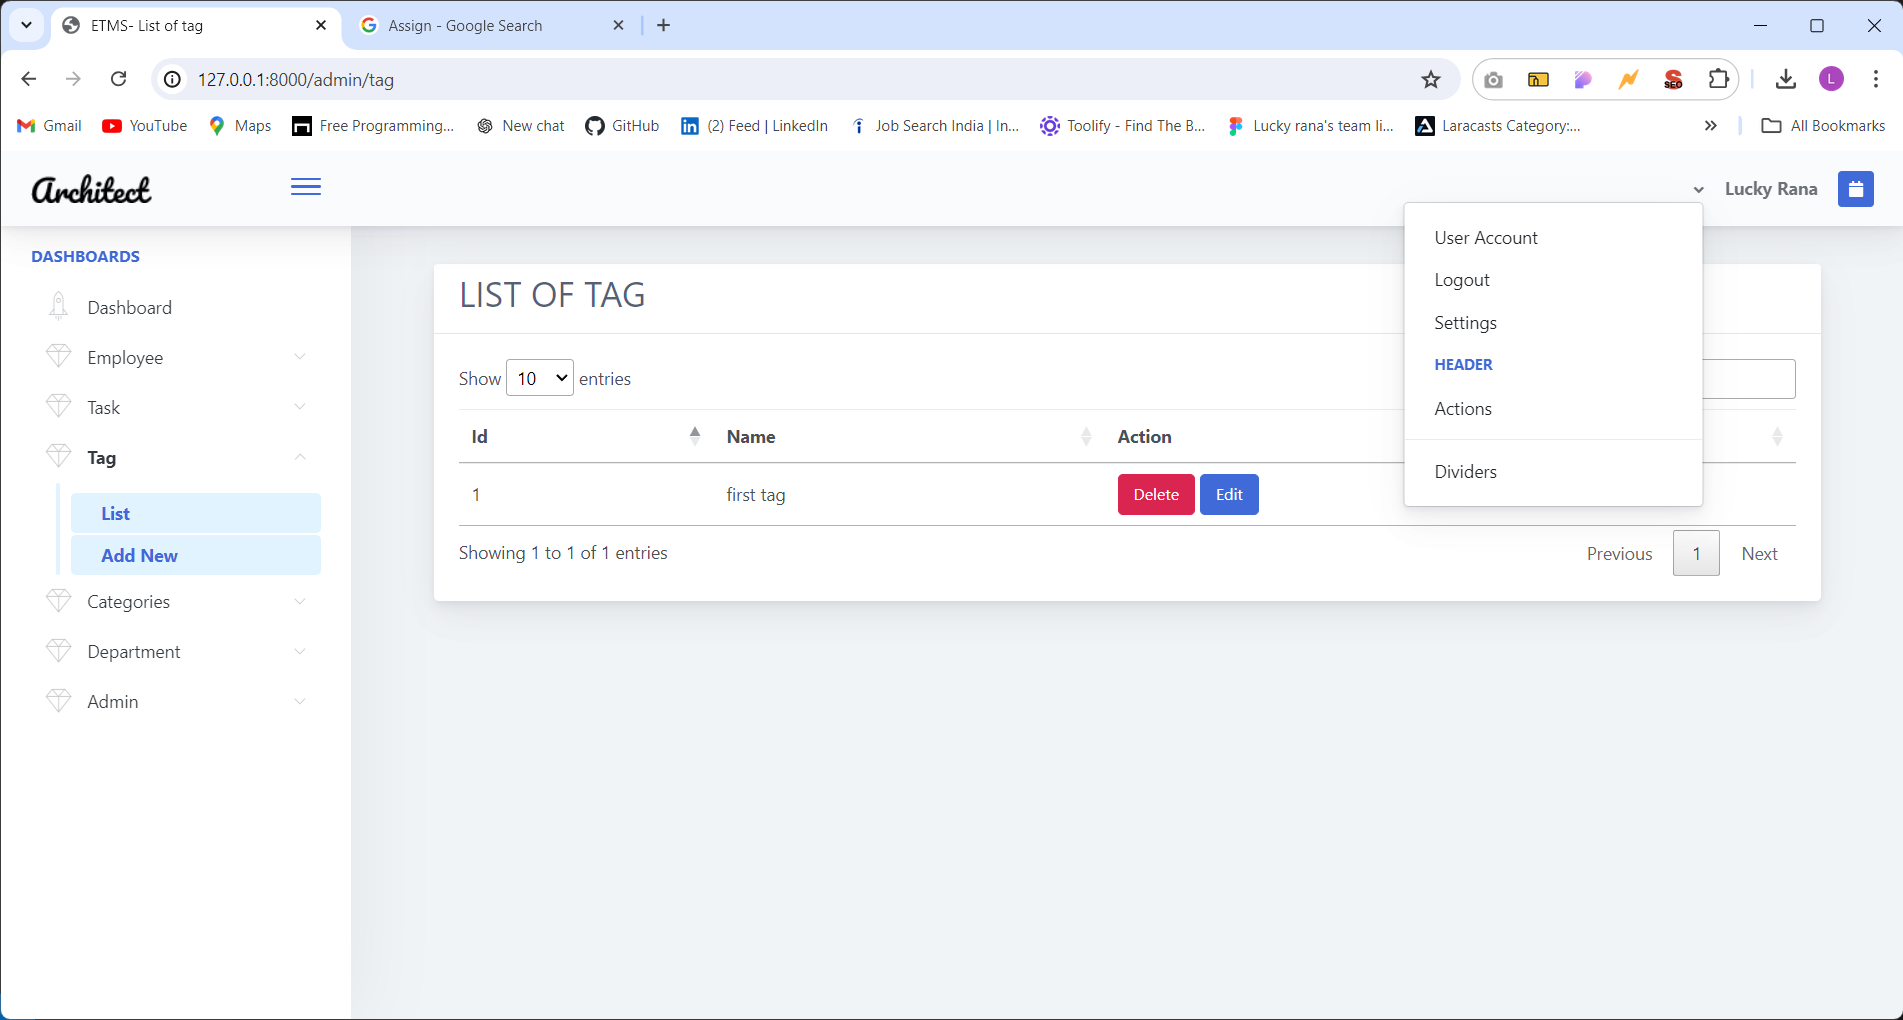 ETMS- List of tag
Assign - Google Search
127.0.0.1:8000/admin/tag
SEO
L
Gmail
YouTube
Maps
Free Programming...
New chat
GitHub
(2) Feed | LinkedIn
Job Search India | In...
Toolify - Find The B...
Lucky rana's team li...
Laracasts Category:...
All Bookmarks
Architect
Lucky Rana
User Account
Logout
Settings
HEADER
Actions
Dividers
DASHBOARDS
Dashboard
Employee
Task
Tag
List
Add New
Categories
Department
Admin
LIST OF TAG
Show 10 entries
Id Name Action
1 first tag Delete Edit
Showing 1 to 1 of 1 entries
Previous 1 Next